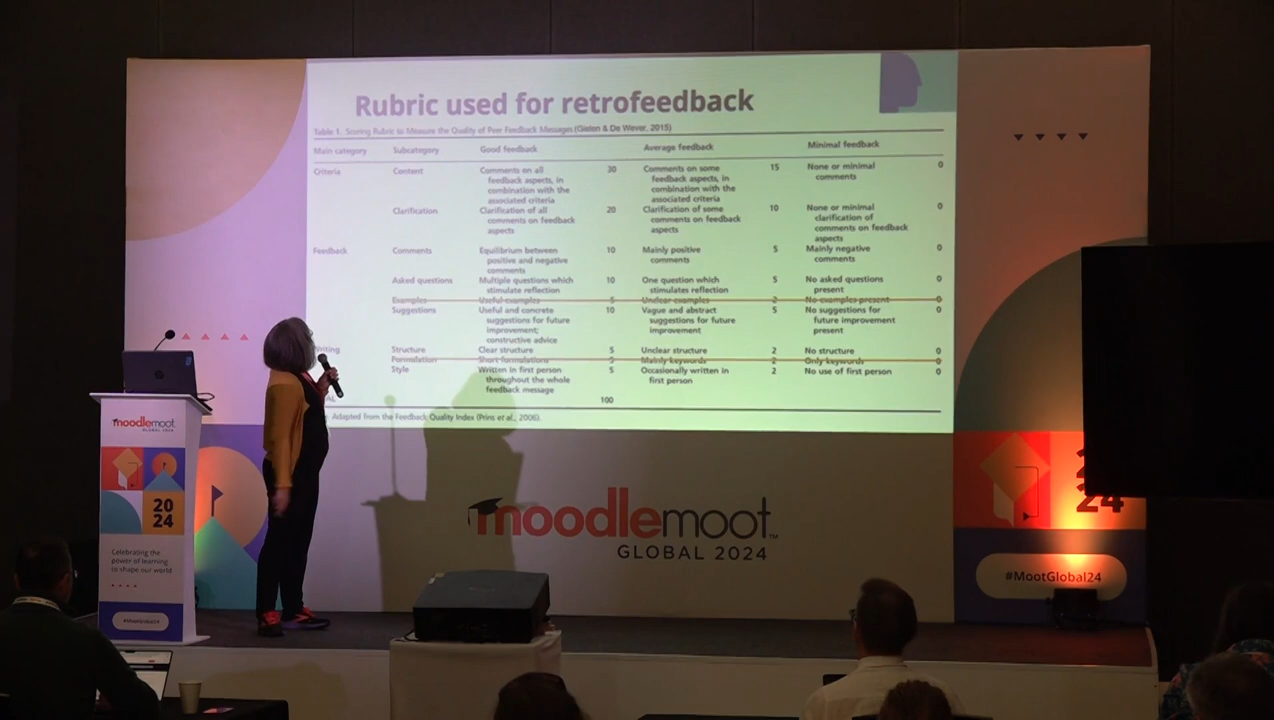 Rubric used for retrofeedback
Table 1. Scoring Rubric to Measure the Quality of Peer Feedback Messages (Gielen & De Wever, 2015)
Main category Subcategory Good feedback Average feedback Minimal feedback
Criteria Content Comments on all 30 Comments on some 15 None or minimal 0
feedback aspects, in feedback aspects, in comments
combination with the combination with the
associated criteria associated criteria
Clarification Clarification of all 20 Clarification of some 10 None or minimal 0
comments on feedback comments on feedback clarification of
aspects aspects comments on feedback
aspects
Feedback Comments Equilibrium between 10 Mainly positive 5 Mainly negative 0
positive and negative comments comments
comments
Asked questions Multiple questions which 10 One question which 5 No asked questions 0
stimulate reflection stimulates reflection present
Examples Useful examples 5 Unclear examples 2 No examples present 0
Suggestions Useful and concrete 10 Vague and abstract 5 No suggestions for 0
suggestions for future suggestions for future future improvement
improvement; improvement present
constructive advice
Writing Structure Clear structure 5 Unclear structure 2 No structure 0
Formulation Short formulations 5 Mainly keywords 2 Only keywords 0
Style Written in first person 5 Occasionally written in 2 No use of first person 0
throughout the whole first person
feedback message
AL 100
Adapted from the Feedback Quality Index (Prins et al., 2006).
moodlemoot
GLOBAL 2024
20
24
Celebrating the
power of learning
to shape our world
#MootGlobal24
moodlemoot™
GLOBAL 2024
24
#MootGlobal24